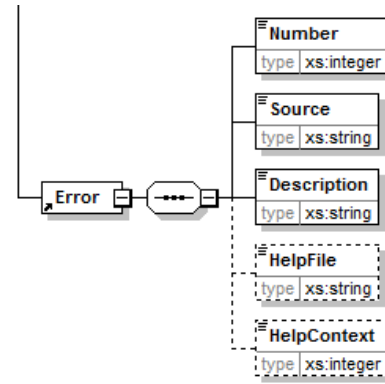 Number
type xs:integer
Source
type xs:string
Error
Description
type xs:string
HelpFile
type xs:string
HelpContext
type xs:integer